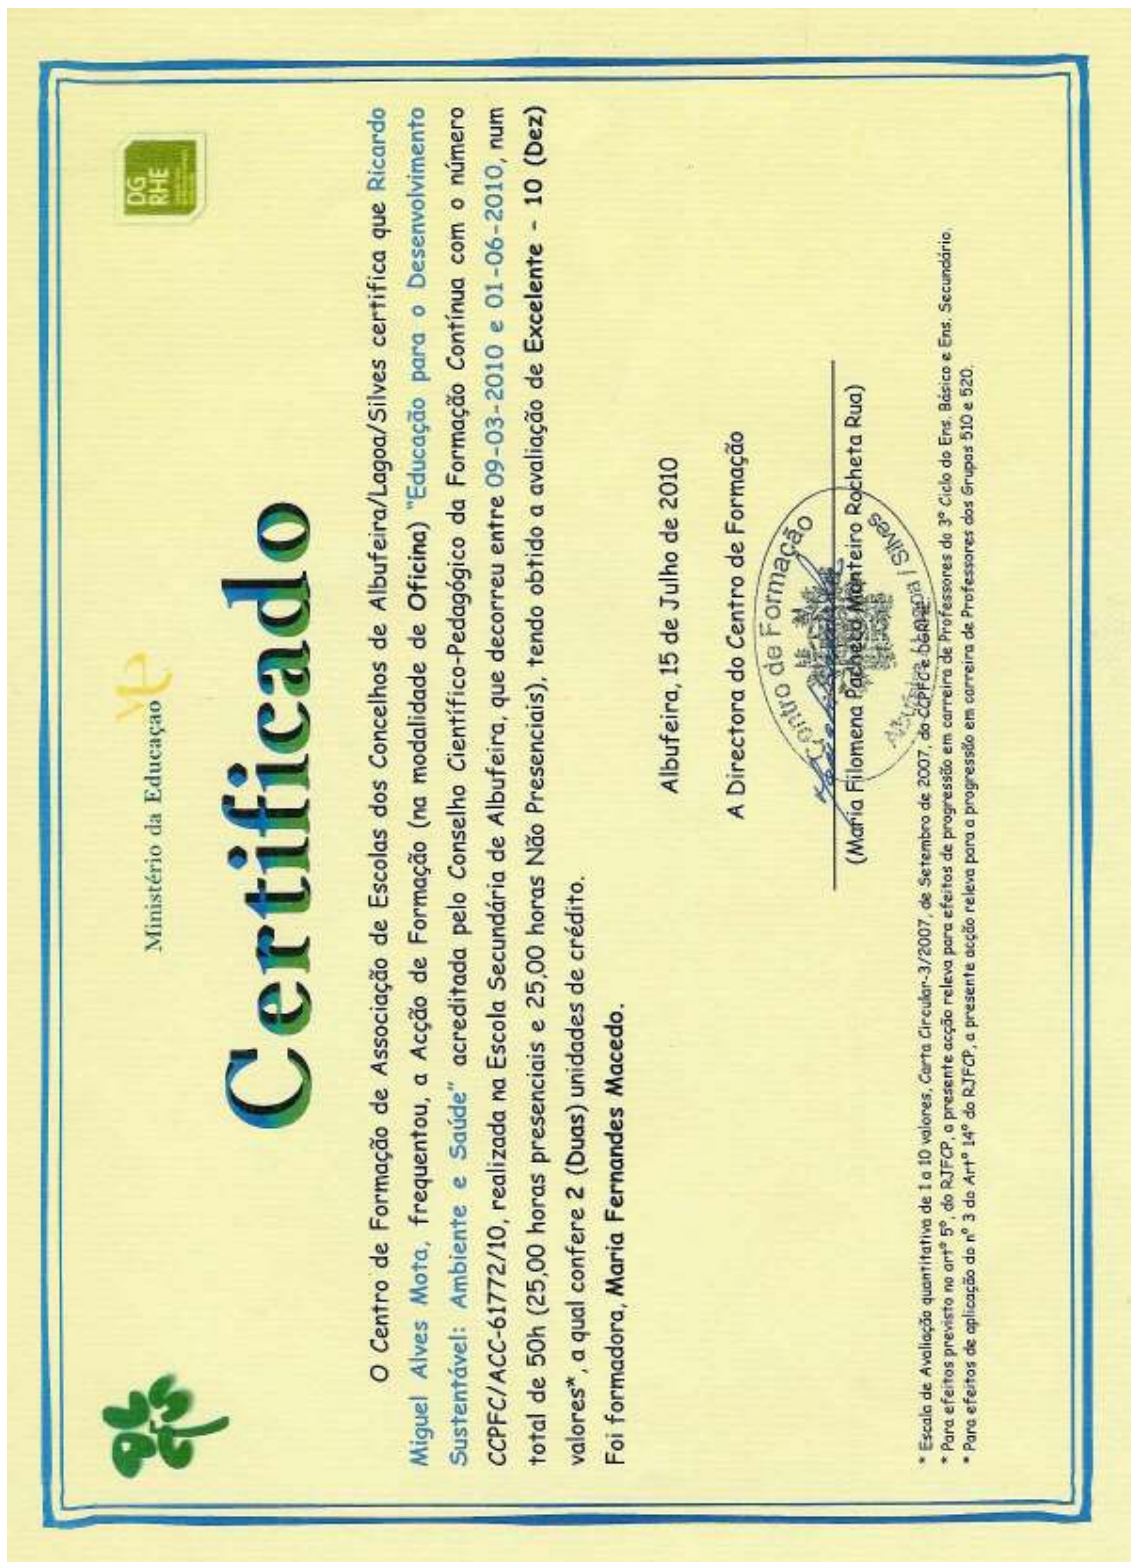 Ministério da Educação
DG
RHE
Certificado
O Centro de Formação de Associação de Escolas dos Concelhos de Albufeira/Lagoa/Silves certifica que Ricardo
Miguel Alves Mota, frequentou, a Acção de Formação (na modalidade de Oficina) "Educação para o Desenvolvimento
Sustentável: Ambiente e Saúde" acreditada pelo Conselho Científico-Pedagógico da Formação Contínua com o número
CCPFC/ACC-61772/10, realizada na Escola Secundária de Albufeira, que decorreu entre 09-03-2010 e 01-06-2010, num
total de 50h (25,00 horas presenciais e 25,00 horas Não Presenciais), tendo obtido a avaliação de Excelente - 10 (Dez)
valores*, a qual confere 2 (Duas) unidades de crédito.
Foi formadora, Maria Fernandes Macedo.
Albufeira, 15 de Julho de 2010
A Directora do Centro de Formação
Centro de Formação
(Maria Filomena Pacheco Monteiro Rocheta Rua)
Lagoa / Silves
* Escala de Avaliação quantitativa de 1 a 10 valores, Carta Circular-3/2007, de Setembro de 2007, do CCPFC e DGRHE.
* Para efeitos previsto no artº 5º, do RJFCP, a presente acção releva para efeitos de progressão em carreira de Professores do 3º Ciclo do Ens. Básico e Ens. Secundário.
* Para efeitos de aplicação do nº 3 do Artº 14º do RJFCP, a presente acção releva para a progressão em carreira de Professores dos Grupos 510 e 520.